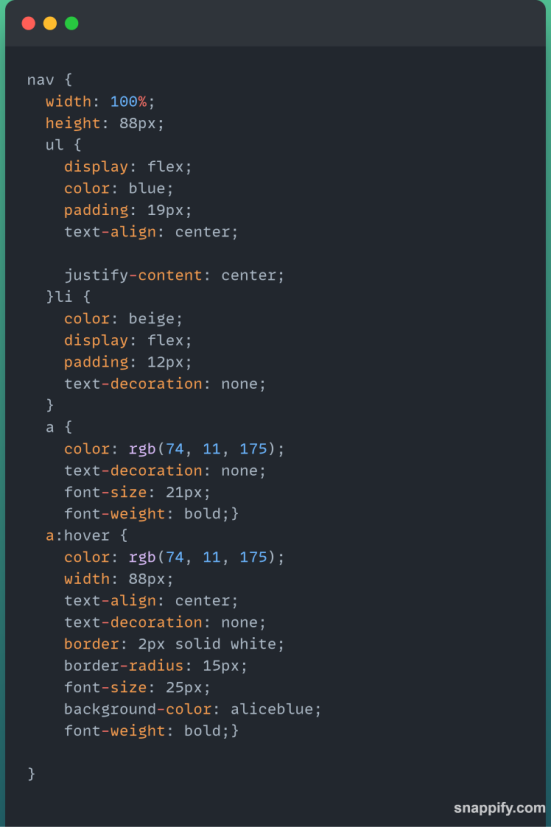 nav {
  width: 100%;
  height: 88px;
  ul {
    display: flex;
    color: blue;
    padding: 19px;
    text-align: center;

    justify-content: center;
  }li {
    color: beige;
    display: flex;
    padding: 12px;
    text-decoration: none;
  }
  a {
    color: rgb(74, 11, 175);
    text-decoration: none;
    font-size: 21px;
    font-weight: bold;}
  a:hover {
    color: rgb(74, 11, 175);
    width: 88px;
    text-align: center;
    text-decoration: none;
    border: 2px solid white;
    border-radius: 15px;
    font-size: 25px;
    background-color: aliceblue;
    font-weight: bold;}

}
snappify.com